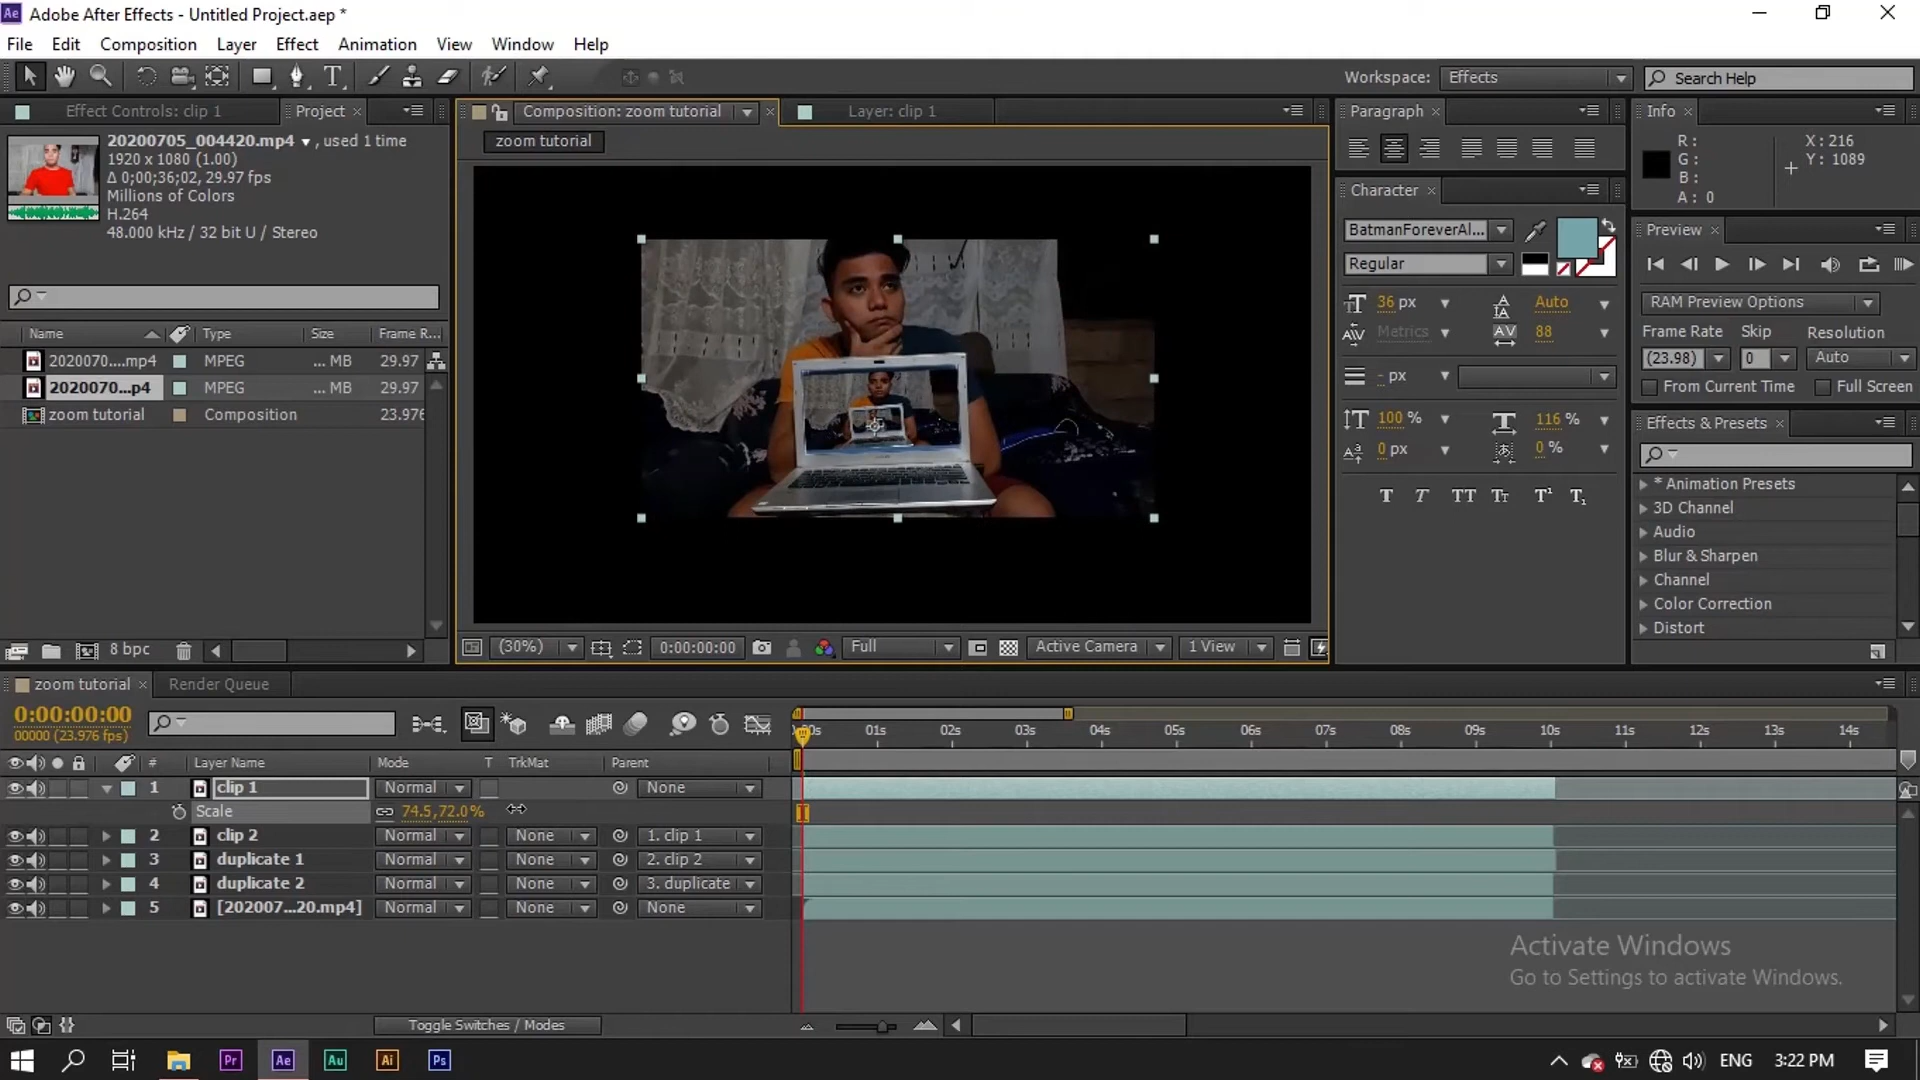 Adobe After Effects - Untitled Project.aep *
File Edit Composition Layer Effect Animation View Window Help
Workspace: Effects Search Help
Effect Controls: clip 1 Project
20200705_004420.mp4 , used 1 time
1920 x 1080 (1.00)
Δ 0;00;36;02, 29.97 fps
Millions of Colors
H.264
48.000 kHz / 32 bit U / Stereo
Name Type Size Frame R...
2020070....mp4 MPEG ... MB 29.97
2020070...p4 MPEG ... MB 29.97
zoom tutorial Composition 23.976
8 bpc
Composition: zoom tutorial Layer: clip 1
zoom tutorial
(30%) 0:00:00:00 Full Active Camera 1 View
Paragraph
Character
BatmanForeverAl...
Regular
36 px Auto
Metrics 88
- px
100 % 116 %
0 px 0 %
T T TT Tr T¹ T₁
Info
R: X: 216
G: Y: 1089
B:
A: 0
Preview
RAM Preview Options
Frame Rate Skip Resolution
(23.98) 0 Auto
From Current Time Full Screen
Effects & Presets
* Animation Presets
3D Channel
Audio
Blur & Sharpen
Channel
Color Correction
Distort
zoom tutorial Render Queue
0:00:00:00
00000 (23.976 fps)
0s 01s 02s 03s 04s 05s 06s 07s 08s 09s 10s 11s 12s 13s 14s
# Layer Name Mode T TrkMat Parent
1 clip 1 Normal None
Scale 74.5,72.0%
2 clip 2 Normal None 1. clip 1
3 duplicate 1 Normal None 2. clip 2
4 duplicate 2 Normal None 3. duplicate
5 [202007...20.mp4] Normal None None
Toggle Switches / Modes
Activate Windows
Go to Settings to activate Windows.
Pr Ae Au Ai Ps
ENG 3:22 PM